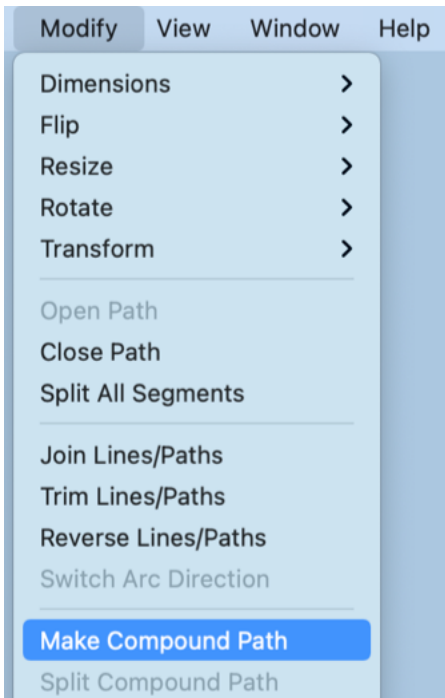 Modify View Window Help
Dimensions
Flip
Resize
Rotate
Transform
Open Path
Close Path
Split All Segments
Join Lines/Paths
Trim Lines/Paths
Reverse Lines/Paths
Switch Arc Direction
Make Compound Path
Split Compound Path